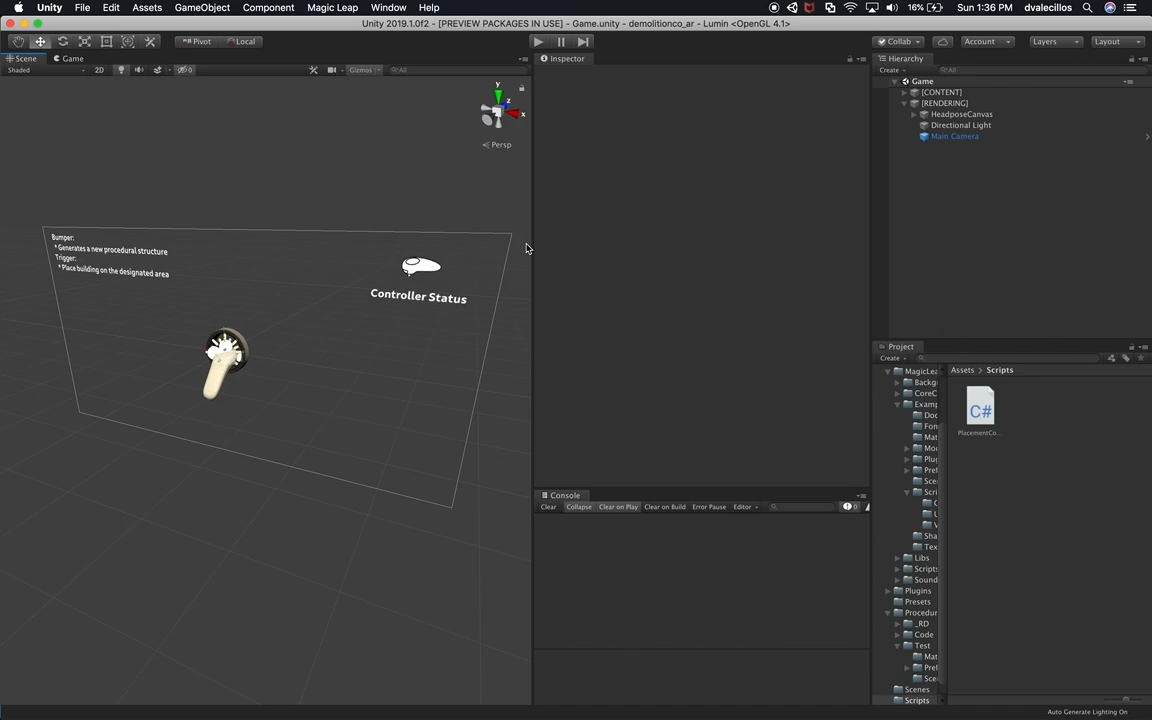 Unity File Edit Assets GameObject Component Magic Leap Window Help 16% Sun 1:36 PM dvalecillos
Unity 2019.1.0f2 - [PREVIEW PACKAGES IN USE] - Game.unity - demolitionco_ar - Lumin <OpenGL 4.1>
Pivot Local Collab Account Layers Layout
Scene Game Inspector Hierarchy
Shaded 2D 0 Gizmos All Create All
Game
[CONTENT]
[RENDERING]
HeadposeCanvas
Directional Light
Main Camera
y
z
x
Persp
Bumper:
* Generates a new procedural structure
Trigger:
* Place building on the designated area
Controller Status
Project
Create
Assets > Scripts
MagicLea
Backg
CoreC
Examp
Doc
Fon
Mat
Mo
Plu
Pref
Sce
Scri
C
U
V
Sha
Tex
Libs
Scripts
Sound
Plugins
Presets
Procedur
_RD
Code
Test
Mat
Pref
Sce
Scenes
Scripts
C#
PlacementCo...
Console
Clear Collapse Clear on Play Clear on Build Error Pause Editor 0
Auto Generate Lighting On